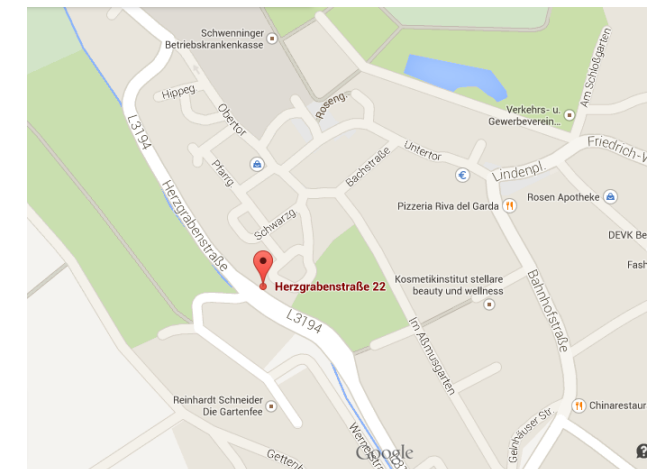 Schwenninger
Betriebskrankenkasse
Hippeg.
Obertor
Roseng.
Am Schloßgarten
Verkehrs- u.
Gewerbeverein...
L3194
Pfarrg.
Bachstraße
Untertor
Lindenpl.
Friedrich-W
Herzgrabenstraße
Schwarzg.
Pizzeria Riva del Garda
Rosen Apotheke
DEVK Be
Fash
Herzgrabenstraße 22
Kosmetikinstitut stellare
beauty und wellness
Bahnhofstraße
L3194
Im Aßmusgarten
Reinhardt Schneider
Die Gartenfee
Gelnhäuser Str
Chinarestaur
Google